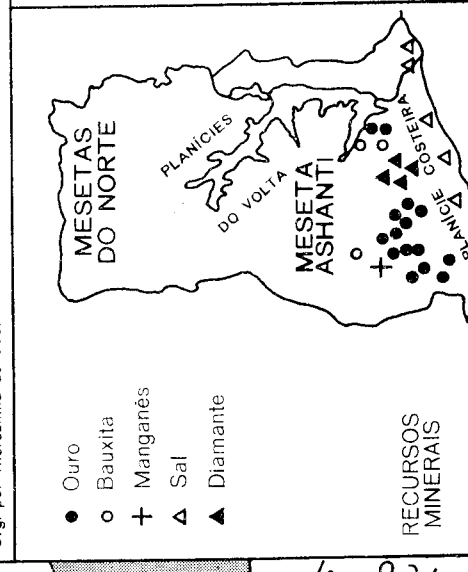 MESETAS
DO NORTE
PLANÍCIES
DO VOLTA
MESETA
ASHANTI
PLANÍCIE COSTEIRA
Ouro
Bauxita
Manganês
Sal
Diamante
RECURSOS
MINERAIS